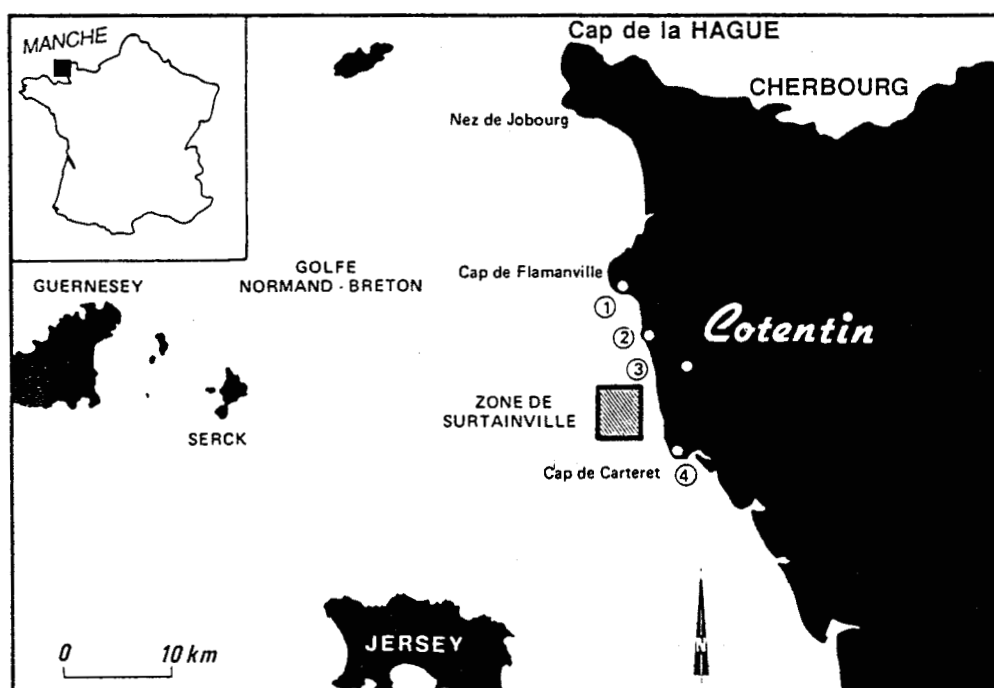 MANCHE
Cap de la HAGUE
CHERBOURG
Nez de Jobourg
GOLFE
NORMAND - BRETON
Cap de Flamanville
GUERNESEY
1
2
Cotentin
3
ZONE DE
SURTAINVILLE
SERCK
Cap de Carteret
4
N
JERSEY
0 10 km